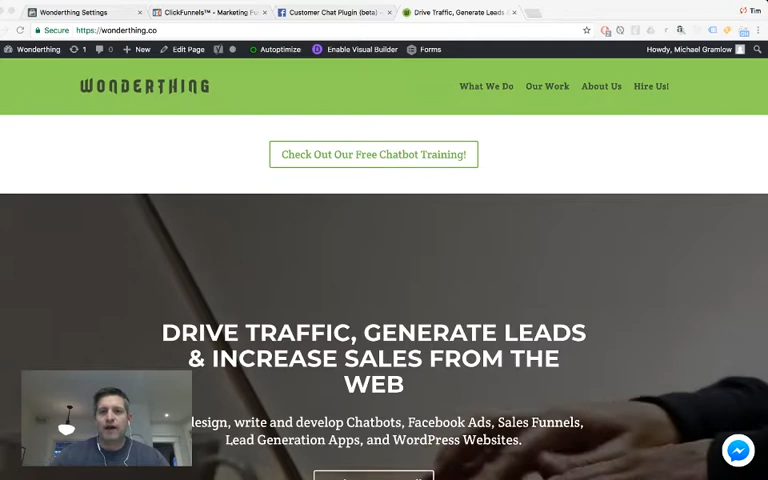 Wonderthing Settings
ClickFunnels™ - Marketing Fu
Customer Chat Plugin (beta) -
Drive Traffic, Generate Leads &
Tim
Secure https://wonderthing.co
Wonderthing 1 0 New Edit Page Autoptimize Enable Visual Builder Forms
Howdy, Michael Gramlow
WONDERTHING
What We Do Our Work About Us Hire Us!
Check Out Our Free Chatbot Training!
DRIVE TRAFFIC, GENERATE LEADS
& INCREASE SALES FROM THE
WEB
design, write and develop Chatbots, Facebook Ads, Sales Funnels,
Lead Generation Apps, and WordPress Websites.